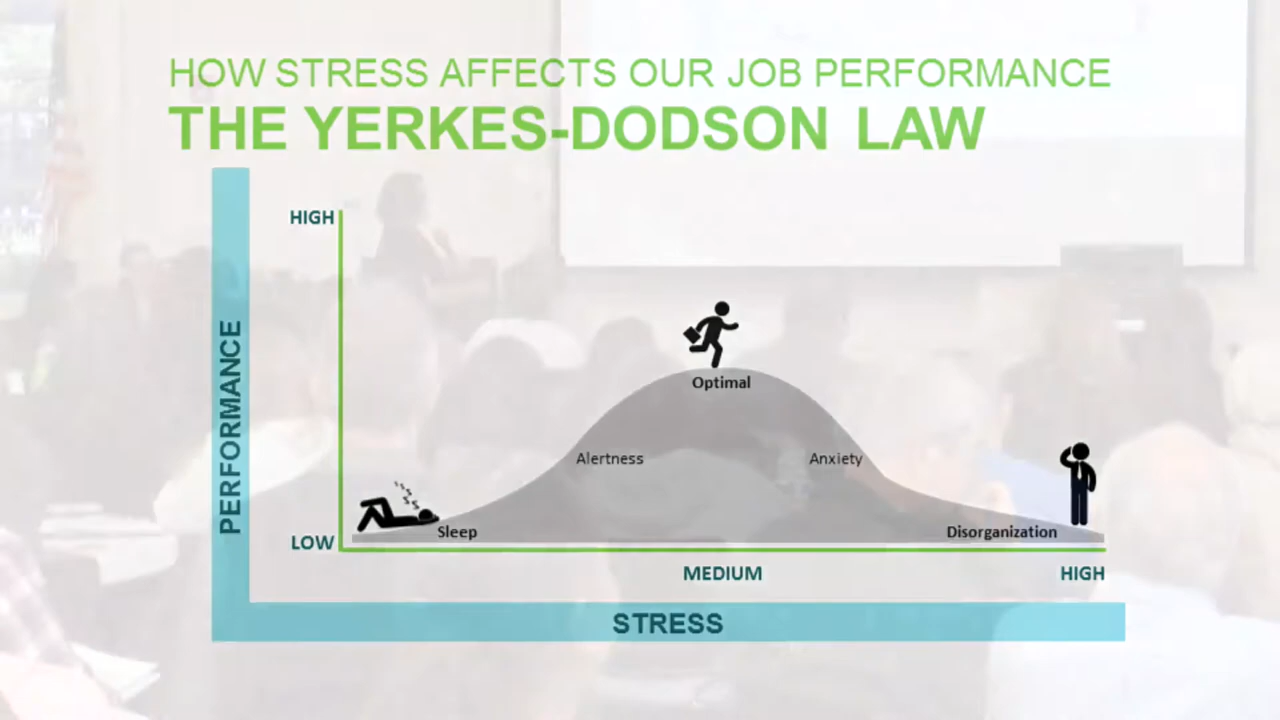 HOW STRESS AFFECTS OUR JOB PERFORMANCE
THE YERKES-DODSON LAW
PERFORMANCE
HIGH
Optimal
Alertness
Anxiety
Sleep
Disorganization
LOW
MEDIUM
HIGH
STRESS